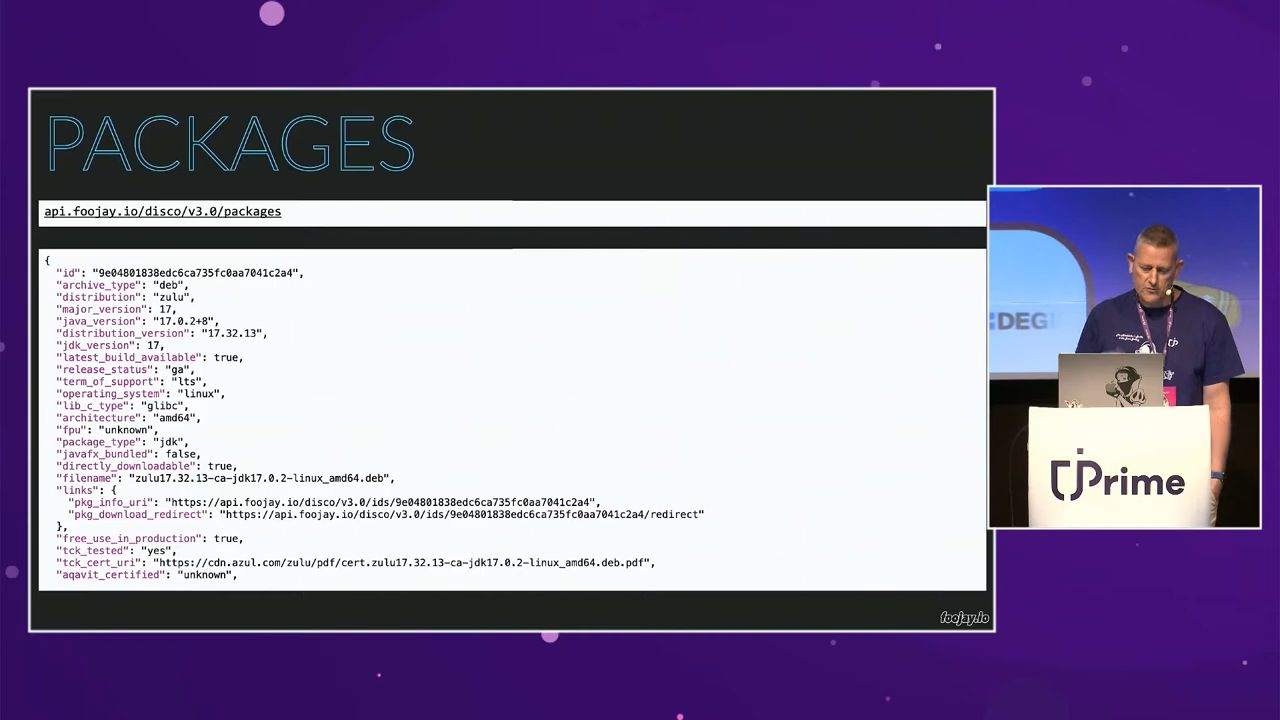 PACKAGES
api.foojay.io/disco/v3.0/packages
{
"id": "9e04801838edc6ca735fc0aa7041c2a4",
"archive_type": "deb",
"distribution": "zulu",
"major_version": 17,
"java_version": "17.0.2+8",
"distribution_version": "17.32.13",
"jdk_version": 17,
"latest_build_available": true,
"release_status": "ga",
"term_of_support": "lts",
"operating_system": "linux",
"lib_c_type": "glibc",
"architecture": "amd64",
"fpu": "unknown",
"package_type": "jdk",
"javafx_bundled": false,
"directly_downloadable": true,
"filename": "zulu17.32.13-ca-jdk17.0.2-linux_amd64.deb",
"links": {
"pkg_info_uri": "https://api.foojay.io/disco/v3.0/ids/9e04801838edc6ca735fc0aa7041c2a4",
"pkg_download_redirect": "https://api.foojay.io/disco/v3.0/ids/9e04801838edc6ca735fc0aa7041c2a4/redirect"
},
"free_use_in_production": true,
"tck_tested": "yes",
"tck_cert_uri": "https://cdn.azul.com/zulu/pdf/cert.zulu17.32.13-ca-jdk17.0.2-linux_amd64.deb.pdf",
"aqavit_certified": "unknown",
foojay.io
DEG
jPrime